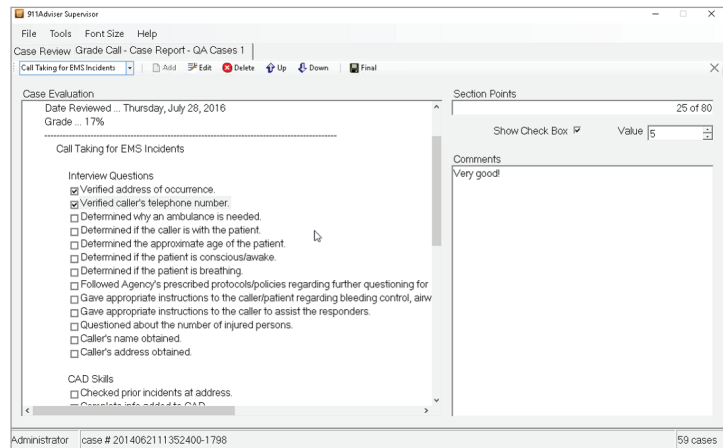 911Adviser Supervisor
File Tools Font Size Help
Case Review Grade Call - Case Report - QA Cases 1
Call Taking for EMS Incidents Add Edit Delete Up Down Final
Case Evaluation
Date Reviewed ... Thursday, July 28, 2016
Grade ... 17%
Call Taking for EMS Incidents
Interview Questions
Verified address of occurrence.
Verified caller's telephone number.
Determined why an ambulance is needed.
Determined if the caller is with the patient.
Determined the approximate age of the patient.
Determined if the patient is conscious/awake.
Determined if the patient is breathing.
Followed Agency's prescribed protocols/policies regarding further questioning for
Gave appropriate instructions to the caller/patient regarding bleeding control, airw
Gave appropriate instructions to the caller to assist the responders.
Questioned about the number of injured persons.
Caller's name obtained.
Caller's address obtained.
CAD Skills
Checked prior incidents at address.
Complete info added to CAD
Section Points
25 of 80
Show Check Box Value 5
Comments
Very good!
Administrator case # 2014062111352400-1798 59 cases